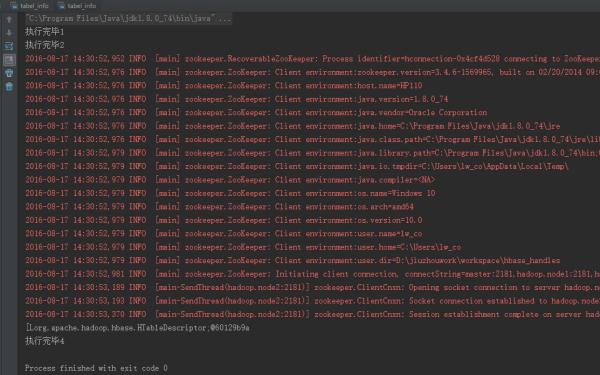 tabel_info tabel_info
"C:\Program Files\Java\jdk1.8.0_74\bin\java" ...
执行完毕1
执行完毕2
2016-08-17 14:30:52,952 INFO [main] zookeeper.RecoverableZooKeeper: Process identifier=hconnection-0x4cf4d528 connecting to ZooKeeper
2016-08-17 14:30:52,976 INFO [main] zookeeper.ZooKeeper: Client environment:zookeeper.version=3.4.6-1569965, built on 02/20/2014 09:0
2016-08-17 14:30:52,976 INFO [main] zookeeper.ZooKeeper: Client environment:host.name=HP110
2016-08-17 14:30:52,976 INFO [main] zookeeper.ZooKeeper: Client environment:java.version=1.8.0_74
2016-08-17 14:30:52,976 INFO [main] zookeeper.ZooKeeper: Client environment:java.vendor=Oracle Corporation
2016-08-17 14:30:52,976 INFO [main] zookeeper.ZooKeeper: Client environment:java.home=C:\Program Files\Java\jdk1.8.0_74\jre
2016-08-17 14:30:52,976 INFO [main] zookeeper.ZooKeeper: Client environment:java.class.path=C:\Program Files\Java\jdk1.8.0_74\jre\lib
2016-08-17 14:30:52,979 INFO [main] zookeeper.ZooKeeper: Client environment:java.library.path=C:\Program Files\Java\jdk1.8.0_74\bin;C
2016-08-17 14:30:52,979 INFO [main] zookeeper.ZooKeeper: Client environment:java.io.tmpdir=C:\Users\lw_co\AppData\Local\Temp\
2016-08-17 14:30:52,979 INFO [main] zookeeper.ZooKeeper: Client environment:java.compiler=<NA>
2016-08-17 14:30:52,979 INFO [main] zookeeper.ZooKeeper: Client environment:os.name=Windows 10
2016-08-17 14:30:52,979 INFO [main] zookeeper.ZooKeeper: Client environment:os.arch=amd64
2016-08-17 14:30:52,979 INFO [main] zookeeper.ZooKeeper: Client environment:os.version=10.0
2016-08-17 14:30:52,979 INFO [main] zookeeper.ZooKeeper: Client environment:user.name=lw_co
2016-08-17 14:30:52,979 INFO [main] zookeeper.ZooKeeper: Client environment:user.home=C:\Users\lw_co
2016-08-17 14:30:52,979 INFO [main] zookeeper.ZooKeeper: Client environment:user.dir=D:\jiuzhouwork\workspace\hbase_handles
2016-08-17 14:30:52,981 INFO [main] zookeeper.ZooKeeper: Initiating client connection, connectString=master:2181,hadoop.node1:2181,ha
2016-08-17 14:30:53,189 INFO [main-SendThread(hadoop.node2:2181)] zookeeper.ClientCnxn: Opening socket connection to server hadoop.no
2016-08-17 14:30:53,193 INFO [main-SendThread(hadoop.node2:2181)] zookeeper.ClientCnxn: Socket connection established to hadoop.node2
2016-08-17 14:30:53,370 INFO [main-SendThread(hadoop.node2:2181)] zookeeper.ClientCnxn: Session establishment complete on server hado
[Lorg.apache.hadoop.hbase.HTableDescriptor;@60129b9a
执行完毕4
Process finished with exit code 0